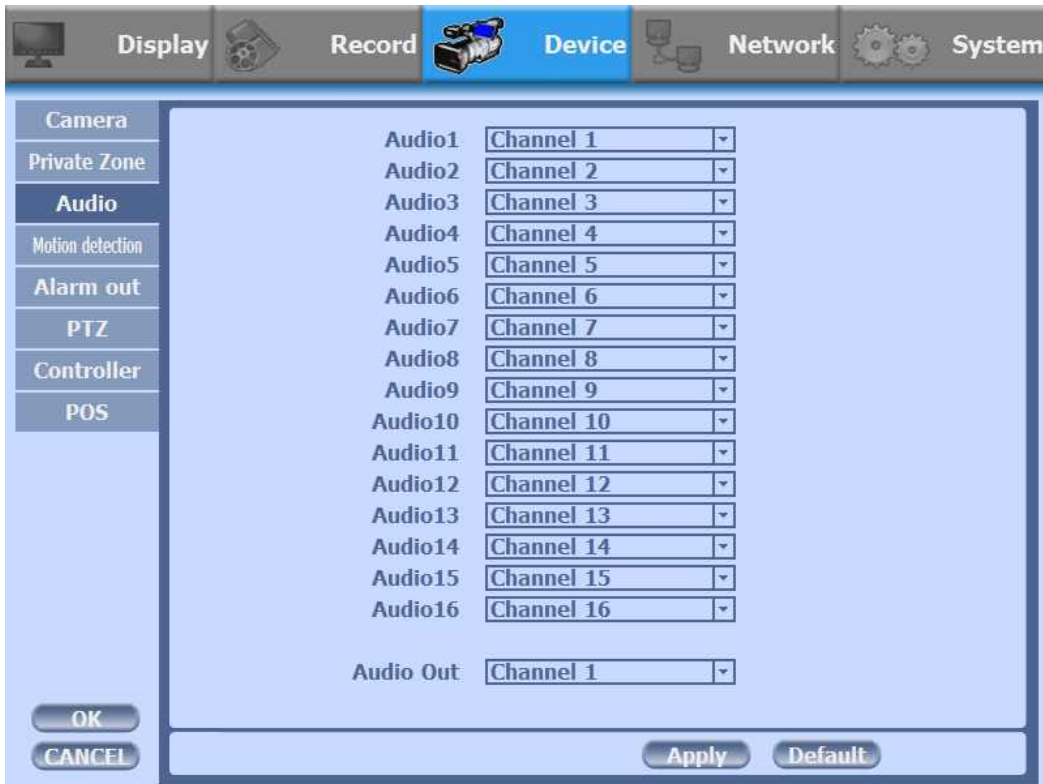 Display Record Device Network System
Camera
Private Zone
Audio
Motion detection
Alarm out
PTZ
Controller
POS
OK
CANCEL
Audio1 Channel 1
Audio2 Channel 2
Audio3 Channel 3
Audio4 Channel 4
Audio5 Channel 5
Audio6 Channel 6
Audio7 Channel 7
Audio8 Channel 8
Audio9 Channel 9
Audio10 Channel 10
Audio11 Channel 11
Audio12 Channel 12
Audio13 Channel 13
Audio14 Channel 14
Audio15 Channel 15
Audio16 Channel 16
Audio Out Channel 1
Apply Default